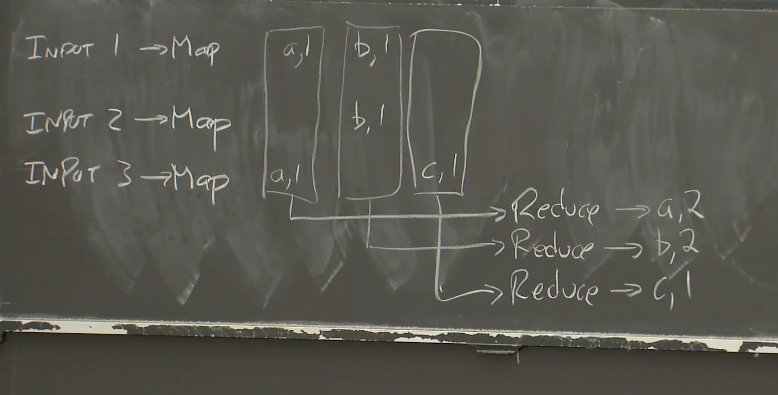 INPUT 1 → Map a,1 b,1
INPUT 2 → Map b,1
INPUT 3 → Map a,1 c,1
Reduce → a,2
Reduce → b,2
Reduce → c,1